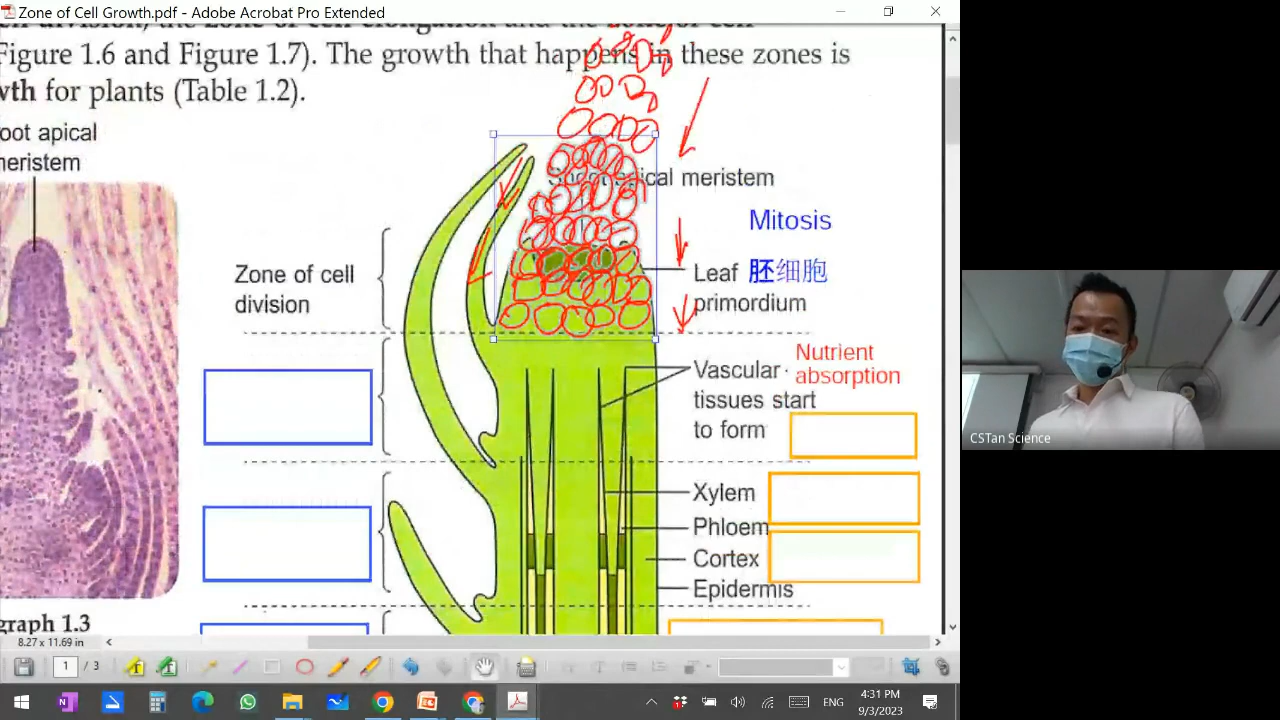 Zone of Cell Growth.pdf - Adobe Acrobat Pro Extended
Figure 1.6 and Figure 1.7). The growth that happens in these zones is
wth for plants (Table 1.2).
oot apical
neristem
Shoot apical meristem
Mitosis
Zone of cell
division
Leaf 胚细胞
primordium
Vascular
tissues start
to form
Nutrient
absorption
Xylem
Phloem
Cortex
Epidermis
graph 1.3
CSTan Science
8.27 x 11.69 in
1 / 3
ENG
4:31 PM
9/3/2023